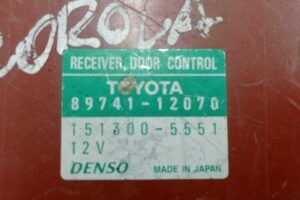 COROLLA
RECEIVER, DOOR CONTROL
TOYOTA
89741-12070
151300-5551
12V
DENSO MADE IN JAPAN